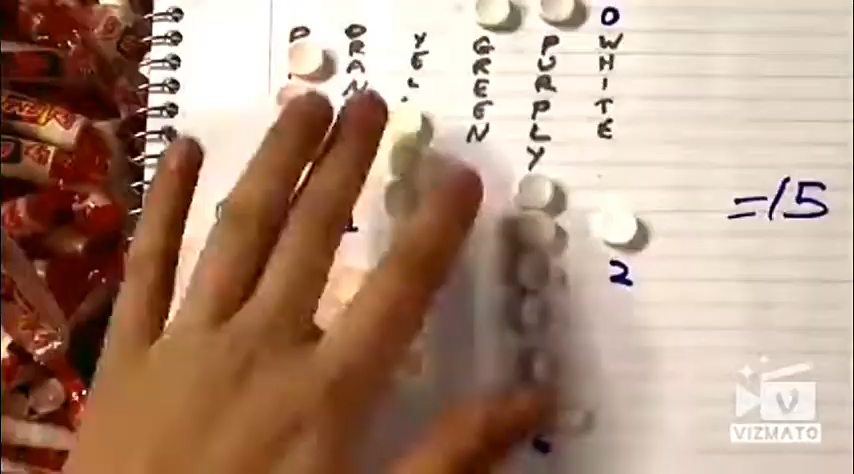 O
P
ORAN
YEL
GREEN
PURPLY
WHITE
=15
2
VIZMATO